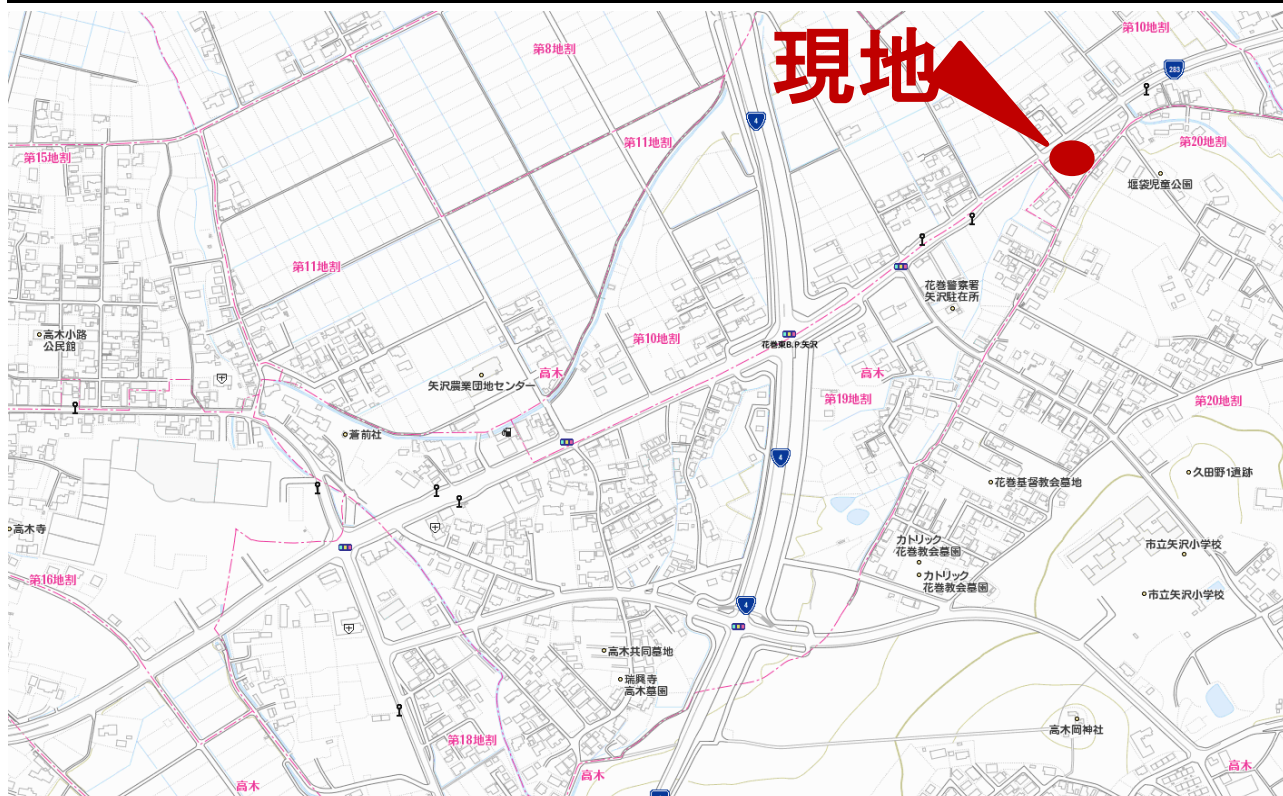 現地
第8地割
第10地割
283
4
第11地割
第15地割
第20地割
堰袋児童公園
第11地割
花巻警察署
矢沢駐在所
高木小路
公民館
第10地割
花巻東B.P.矢沢
高木
高木
矢沢農業団地センター
第19地割
第20地割
蒼前社
4
久田野1遺跡
花巻基督教会墓地
高木寺
カトリック
花巻教会墓園
市立矢沢小学校
カトリック
花巻教会墓園
第16地割
市立矢沢小学校
4
高木共同墓地
瑞興寺
高木墓園
高木岡神社
第18地割
高木
高木
高木